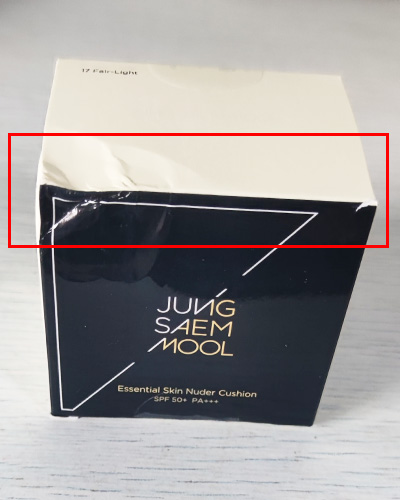 17 Fair-Light
JUNG
SAEM
MOOL
Essential Skin Nuder Cushion
SPF 50+ PA+++